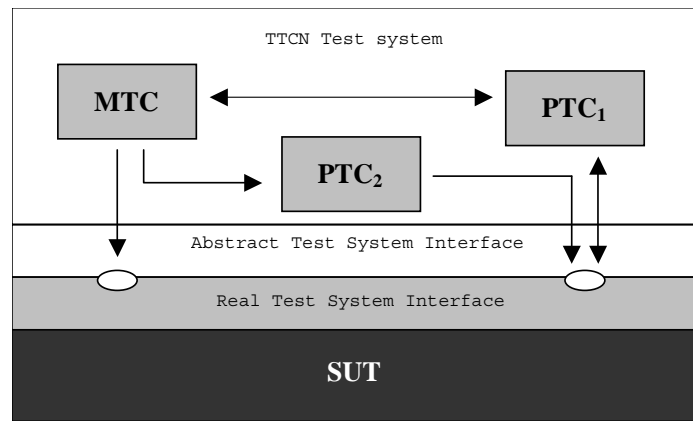 TTCN Test system
MTC
PTC₁
PTC₂
Abstract Test System Interface
Real Test System Interface
SUT